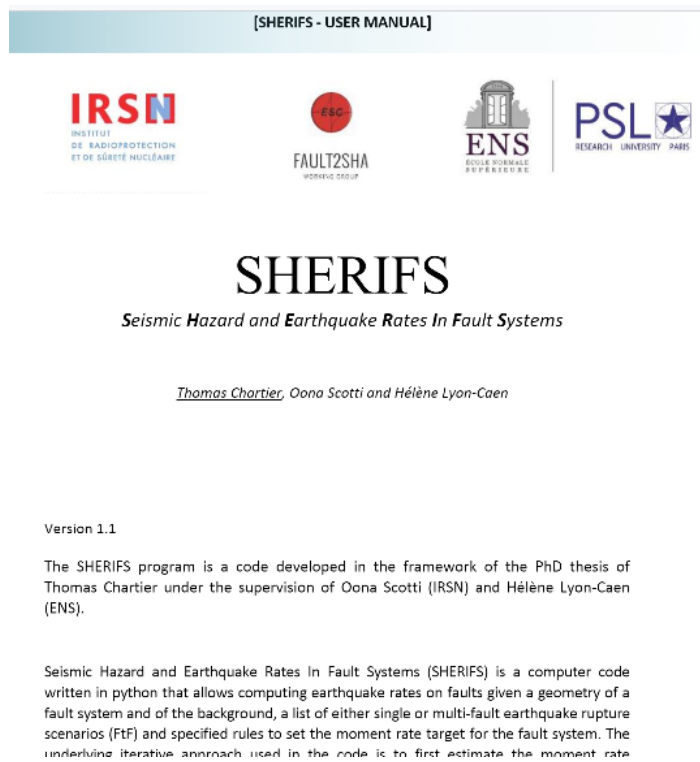 [SHERIFS - USER MANUAL]
IRSN
INSTITUT
DE RADIOPROTECTION
ET DE SÛRETÉ NUCLÉAIRE
ESC
FAULT2SHA
WORKING GROUP
ENS
ÉCOLE NORMALE
SUPÉRIEURE
PSL
RESEARCH UNIVERSITY PARIS
SHERIFS
Seismic Hazard and Earthquake Rates In Fault Systems
Thomas Chartier, Oona Scotti and Hélène Lyon-Caen
Version 1.1
The SHERIFS program is a code developed in the framework of the PhD thesis of
Thomas Chartier under the supervision of Oona Scotti (IRSN) and Hélène Lyon-Caen
(ENS).
Seismic Hazard and Earthquake Rates In Fault Systems (SHERIFS) is a computer code
written in python that allows computing earthquake rates on faults given a geometry of a
fault system and of the background, a list of either single or multi-fault earthquake rupture
scenarios (FtF) and specified rules to set the moment rate target for the fault system. The
underlying iterative approach used in the code is to first estimate the moment rate